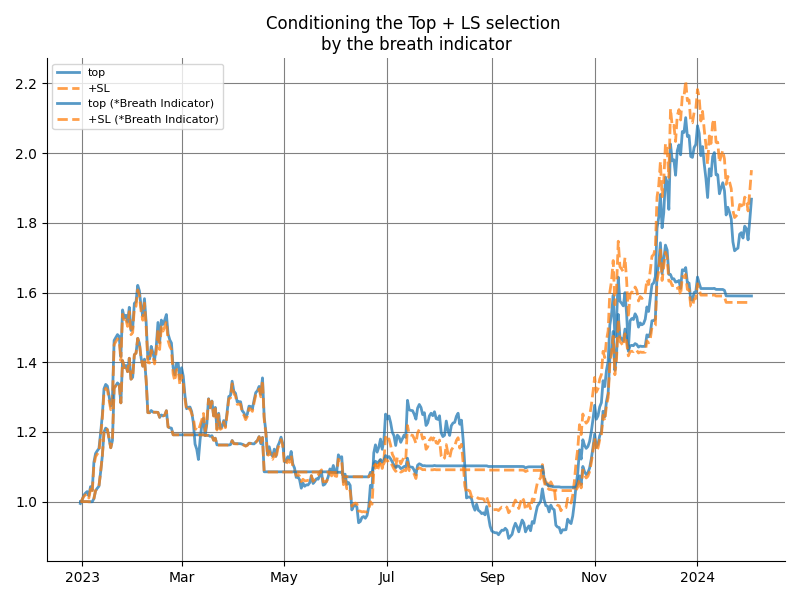 Conditioning the Top + LS selection
by the breath indicator
top
+SL
top (*Breath Indicator)
+SL (*Breath Indicator)
2.2
2.0
1.8
1.6
1.4
1.2
1.0
2023 Mar May Jul Sep Nov 2024